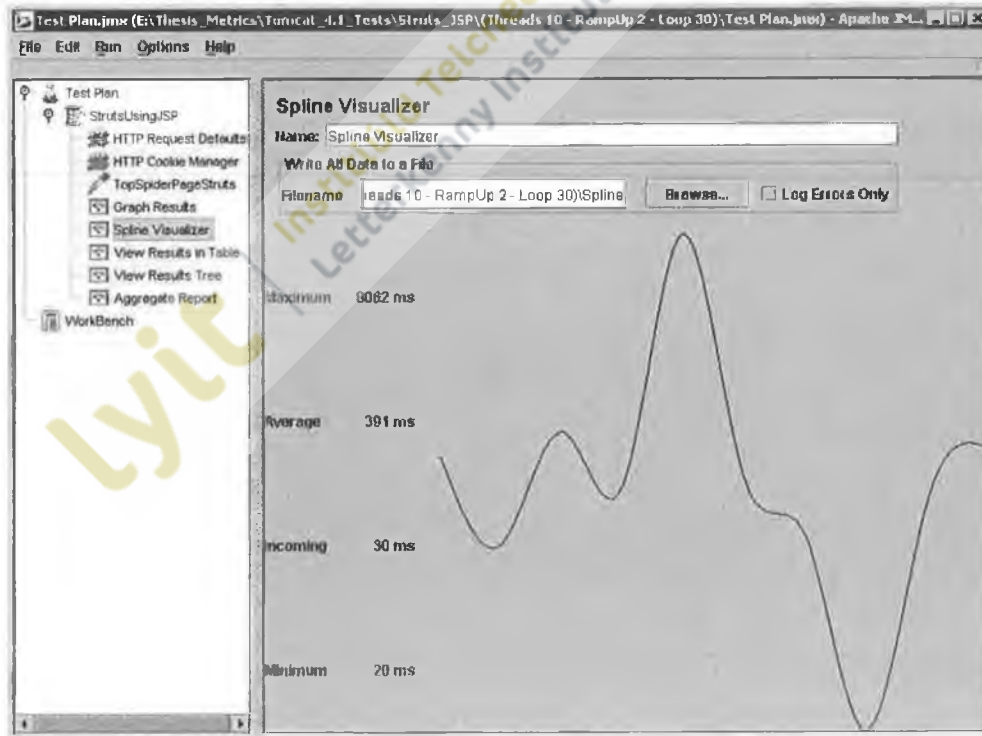 Test Plan.jmx (E:\Thesis_Metrics\Tomcat_4.1_Tests\Struts_JSP\(Threads 10 - RampUp 2 - Loop 30)\Test Plan.jmx) - Apache JM...
File Edit Run Options Help
Test Plan
StrutsUsingJSP
HTTP Request Defaults
HTTP Cookie Manager
TopSpiderPageStruts
Graph Results
Spline Visualizer
View Results in Table
View Results Tree
Aggregate Report
WorkBench
Spline Visualizer
Name: Spline Visualizer
Write All Data to a File
Filename reads 10 - RampUp 2 - Loop 30)\Spline Browse... Log Errors Only
Maximum 8062 ms
Average 391 ms
Incoming 30 ms
Minimum 20 ms
lyit
Letterkenny